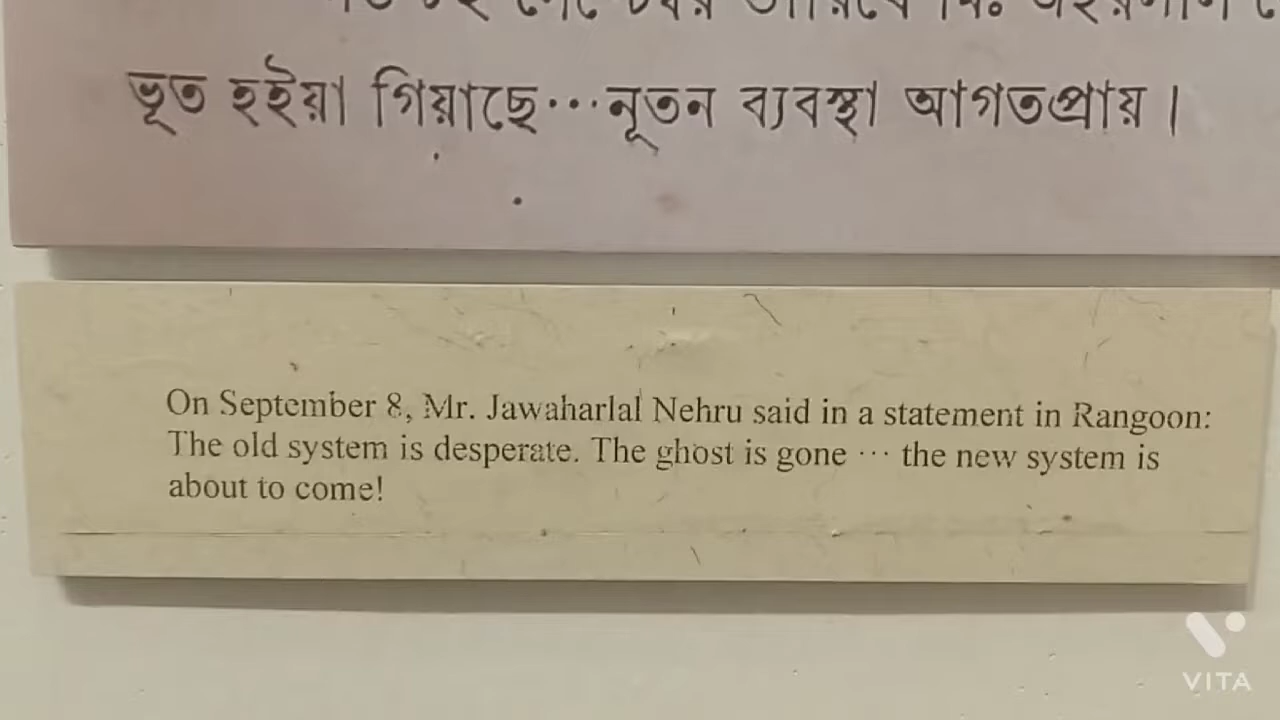 ভূত হইয়া গিয়াছে···নূতন ব্যবস্থা আগতপ্রায়।
On September 8, Mr. Jawaharlal Nehru said in a statement in Rangoon:
The old system is desperate. The ghost is gone ··· the new system is
about to come!
VITA